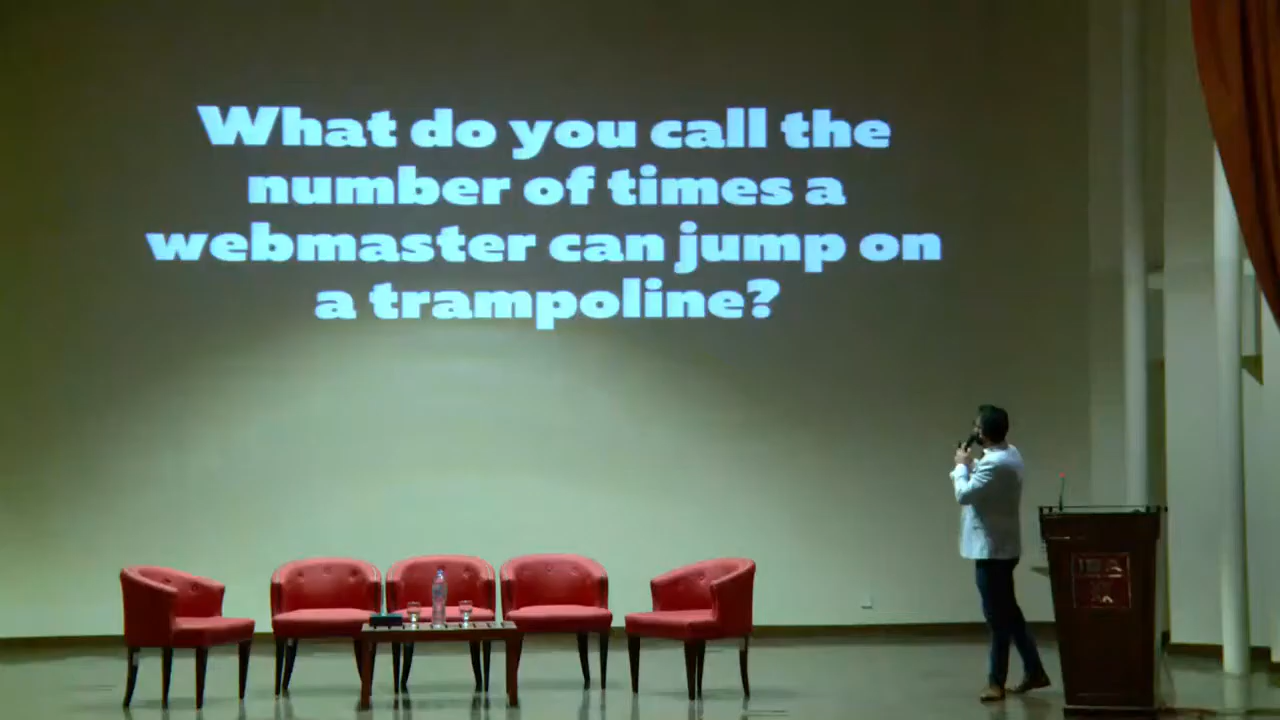 What do you call the
number of times a
webmaster can jump on
a trampoline?